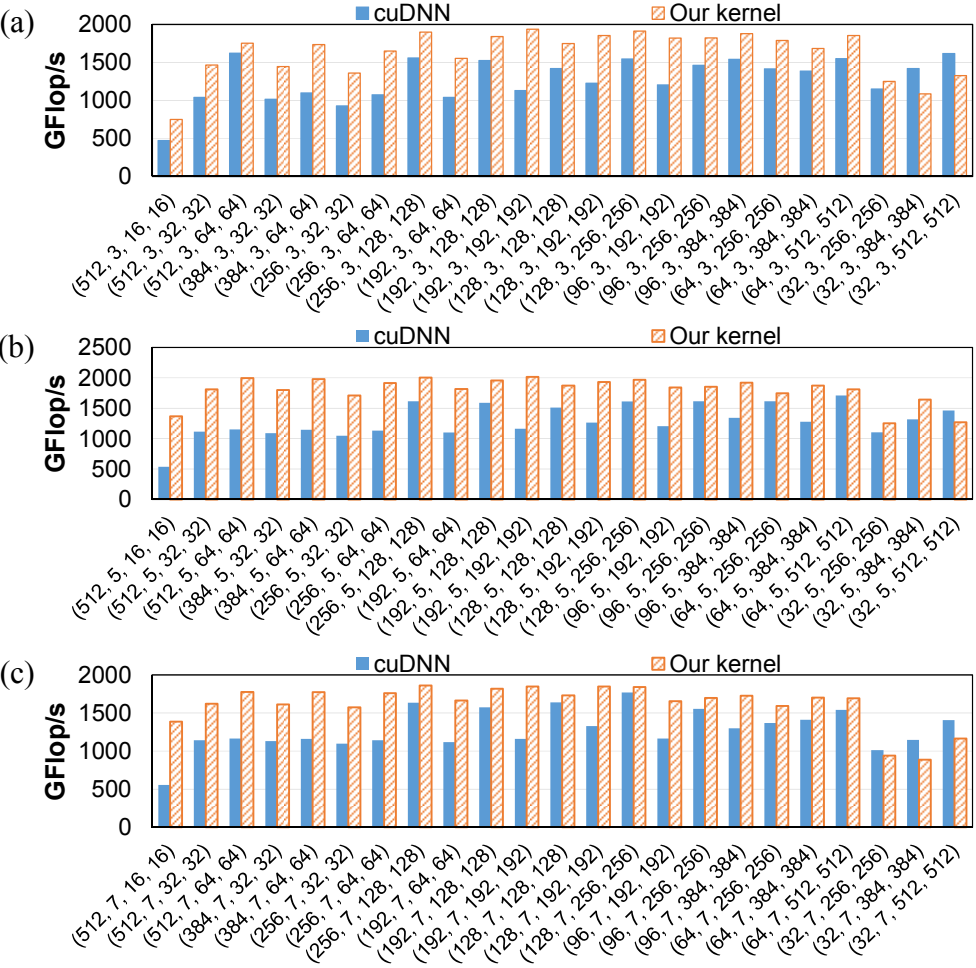 (a)
cuDNN
Our kernel
GFlop/s
2000
1500
1000
500
0
(512, 3, 16, 16)
(512, 3, 32, 32)
(512, 3, 64, 64)
(384, 3, 32, 32)
(384, 3, 64, 64)
(256, 3, 32, 32)
(256, 3, 64, 64)
(256, 3, 128, 128)
(192, 3, 64, 64)
(192, 3, 128, 128)
(192, 3, 192, 192)
(128, 3, 128, 128)
(128, 3, 192, 192)
(128, 3, 256, 256)
(96, 3, 192, 192)
(96, 3, 256, 256)
(96, 3, 384, 384)
(64, 3, 256, 256)
(64, 3, 384, 384)
(64, 3, 512, 512)
(32, 3, 256, 256)
(32, 3, 384, 384)
(32, 3, 512, 512)
(b)
cuDNN
Our kernel
GFlop/s
2500
2000
1500
1000
500
0
(512, 5, 16, 16)
(512, 5, 32, 32)
(512, 5, 64, 64)
(384, 5, 32, 32)
(384, 5, 64, 64)
(256, 5, 32, 32)
(256, 5, 64, 64)
(256, 5, 128, 128)
(192, 5, 64, 64)
(192, 5, 128, 128)
(192, 5, 192, 192)
(128, 5, 128, 128)
(128, 5, 192, 192)
(128, 5, 256, 256)
(96, 5, 192, 192)
(96, 5, 256, 256)
(96, 5, 384, 384)
(64, 5, 256, 256)
(64, 5, 384, 384)
(64, 5, 512, 512)
(32, 5, 256, 256)
(32, 5, 384, 384)
(32, 5, 512, 512)
(c)
cuDNN
Our kernel
GFlop/s
2000
1500
1000
500
0
(512, 7, 16, 16)
(512, 7, 32, 32)
(512, 7, 64, 64)
(384, 7, 32, 32)
(384, 7, 64, 64)
(256, 7, 32, 32)
(256, 7, 64, 64)
(256, 7, 128, 128)
(192, 7, 64, 64)
(192, 7, 128, 128)
(192, 7, 192, 192)
(128, 7, 128, 128)
(128, 7, 192, 192)
(128, 7, 256, 256)
(96, 7, 192, 192)
(96, 7, 256, 256)
(96, 7, 384, 384)
(64, 7, 256, 256)
(64, 7, 384, 384)
(64, 7, 512, 512)
(32, 7, 256, 256)
(32, 7, 384, 384)
(32, 7, 512, 512)